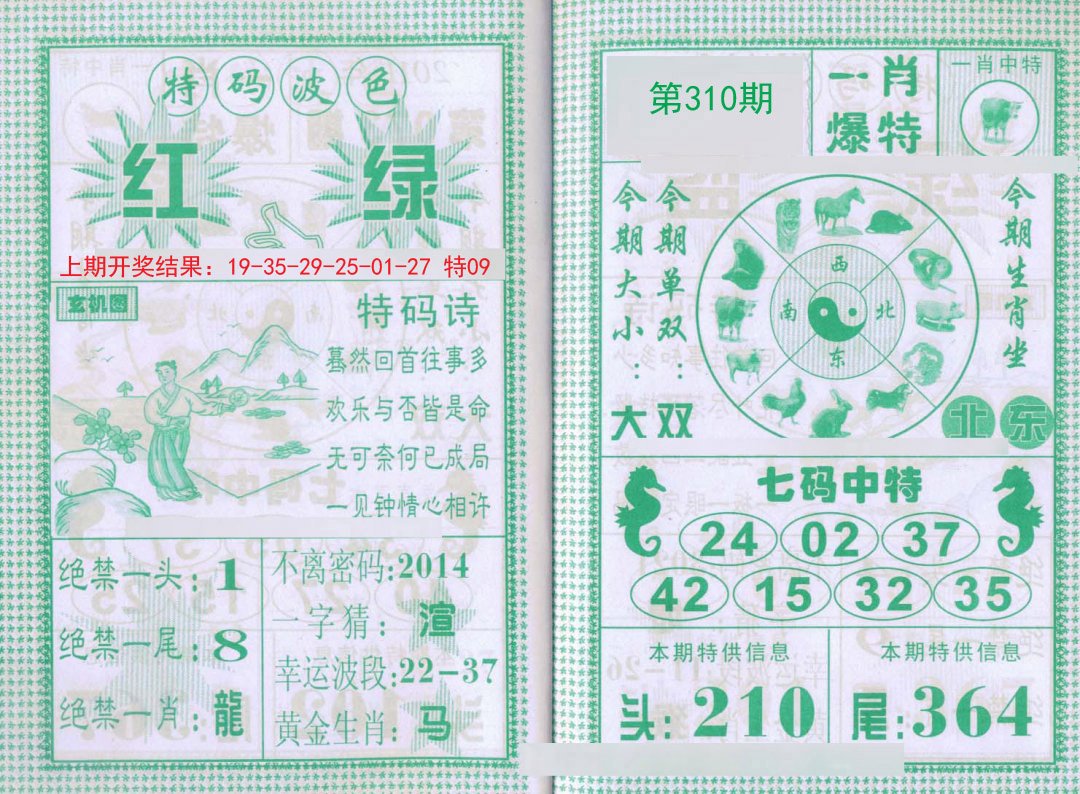 特码波色
红 绿
上期开奖结果：19-35-29-25-01-27 特09
玄机图
特码诗
蓦然回首往事多
欢乐与否皆是命
无可奈何已成局
一见钟情心相许
绝禁一头：1
绝禁一尾：8
绝禁一肖：龍
不离密码:2014
一字猜：渲
幸运波段:22-37
黄金生肖：马
第310期
一肖
爆特
一肖中特
今期大小：大
今期单双：双
西
南 北
东
今期生肖坐
北东
七码中特
24 02 37
42 15 32 35
本期特供信息
头:210
本期特供信息
尾:364